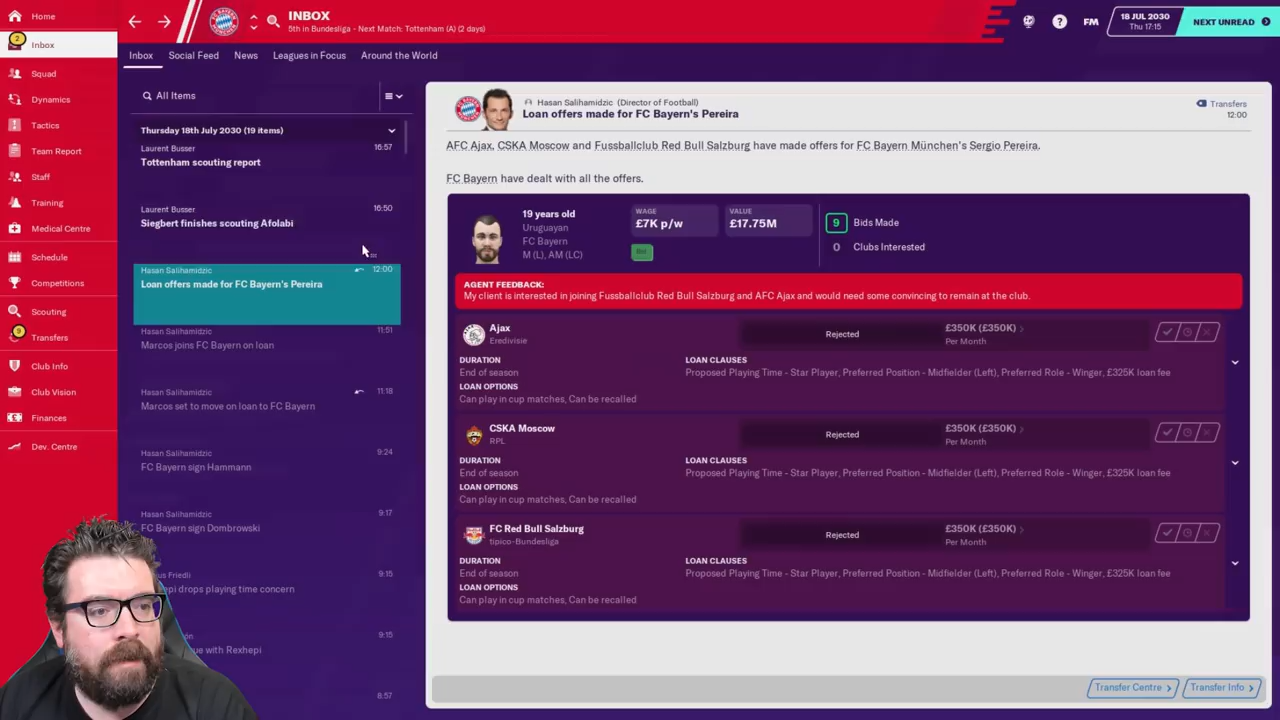 Home
2
Inbox
Squad
Dynamics
Tactics
Team Report
Staff
Training
Medical Centre
Schedule
Competitions
Scouting
9
Transfers
Club Info
Club Vision
Finances
Dev. Centre
INBOX
5th in Bundesliga - Next Match: Tottenham (A) (2 days)
FM
18 JUL 2030
Thu 17:15
NEXT UNREAD
Inbox
Social Feed
News
Leagues in Focus
Around the World
All Items
Thursday 18th July 2030 (19 items)
Laurent Busser
16:57
Tottenham scouting report
Laurent Busser
16:50
Siegbert finishes scouting Afolabi
Hasan Salihamidzic
12:00
Loan offers made for FC Bayern's Pereira
Hasan Salihamidzic
11:51
Marcos joins FC Bayern on loan
Hasan Salihamidzic
11:18
Marcos set to move on loan to FC Bayern
Hasan Salihamidzic
9:24
FC Bayern sign Hammann
Hasan Salihamidzic
9:17
FC Bayern sign Dombrowski
Friedli
9:15
drops playing time concern
9:15
with Rexhepi
8:57
Hasan Salihamidzic (Director of Football)
Loan offers made for FC Bayern's Pereira
Transfers
12:00
AFC Ajax, CSKA Moscow and Fussballclub Red Bull Salzburg have made offers for FC Bayern München's Sergio Pereira.
FC Bayern have dealt with all the offers.
19 years old
Uruguayan
FC Bayern
M (L), AM (LC)
WAGE
£7K p/w
VALUE
£17.75M
9
Bids Made
0
Clubs Interested
AGENT FEEDBACK:
My client is interested in joining Fussballclub Red Bull Salzburg and AFC Ajax and would need some convincing to remain at the club.
Ajax
Eredivisie
Rejected
£350K (£350K)
Per Month
DURATION
End of season
LOAN OPTIONS
Can play in cup matches, Can be recalled
LOAN CLAUSES
Proposed Playing Time - Star Player, Preferred Position - Midfielder (Left), Preferred Role - Winger, £325K loan fee
CSKA Moscow
RPL
Rejected
£350K (£350K)
Per Month
DURATION
End of season
LOAN OPTIONS
Can play in cup matches, Can be recalled
LOAN CLAUSES
Proposed Playing Time - Star Player, Preferred Position - Midfielder (Left), Preferred Role - Winger, £325K loan fee
FC Red Bull Salzburg
tipico-Bundesliga
Rejected
£350K (£350K)
Per Month
DURATION
End of season
LOAN OPTIONS
Can play in cup matches, Can be recalled
LOAN CLAUSES
Proposed Playing Time - Star Player, Preferred Position - Midfielder (Left), Preferred Role - Winger, £325K loan fee
Transfer Centre
Transfer Info